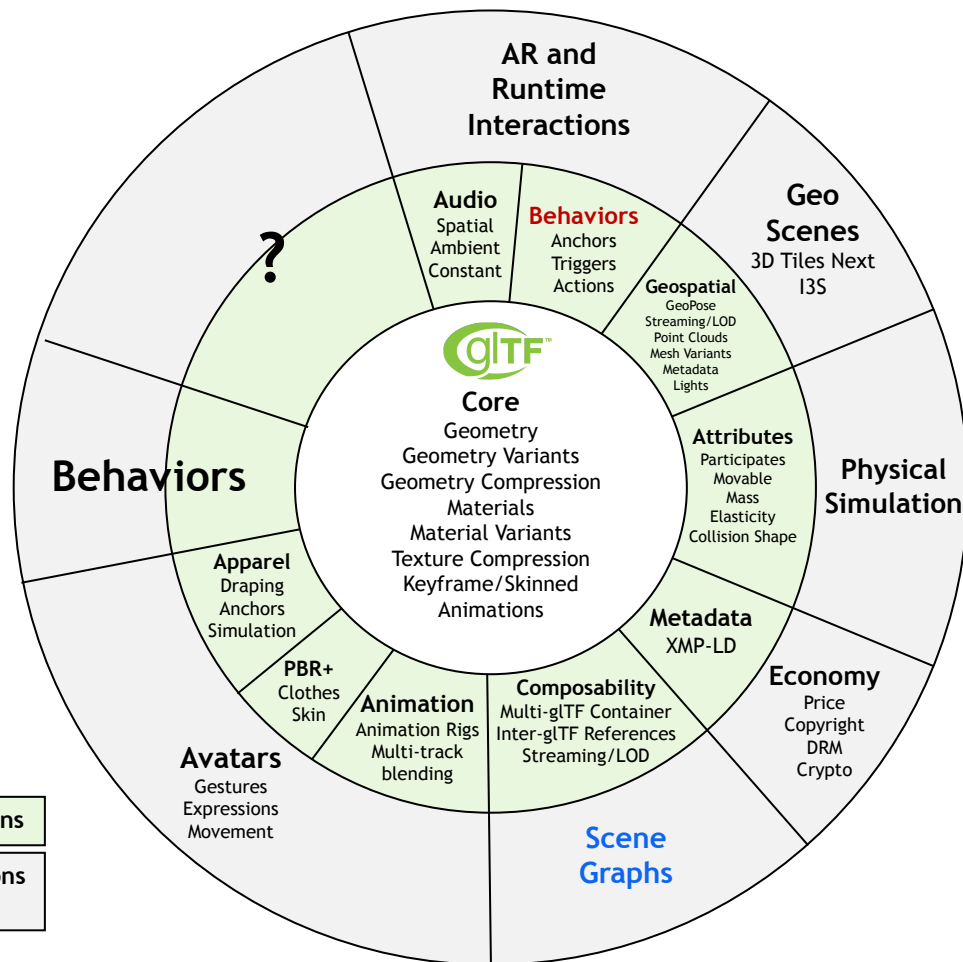 AR and
Runtime
Interactions
Geo
Scenes
3D Tiles Next
I3S
Physical
Simulation
Economy
Price
Copyright
DRM
Crypto
Scene
Graphs
Avatars
Gestures
Expressions
Movement
Behaviors
?
Audio
Spatial
Ambient
Constant
Behaviors
Anchors
Triggers
Actions
Geospatial
GeoPose
Streaming/LOD
Point Clouds
Mesh Variants
Metadata
Lights
Attributes
Participates
Movable
Mass
Elasticity
Collision Shape
Metadata
XMP-LD
Composability
Multi-glTF Container
Inter-glTF References
Streaming/LOD
Animation
Animation Rigs
Multi-track
blending
PBR+
Clothes
Skin
Apparel
Draping
Anchors
Simulation
glTF™
Core
Geometry
Geometry Variants
Geometry Compression
Materials
Material Variants
Texture Compression
Keyframe/Skinned
Animations
ns
ons